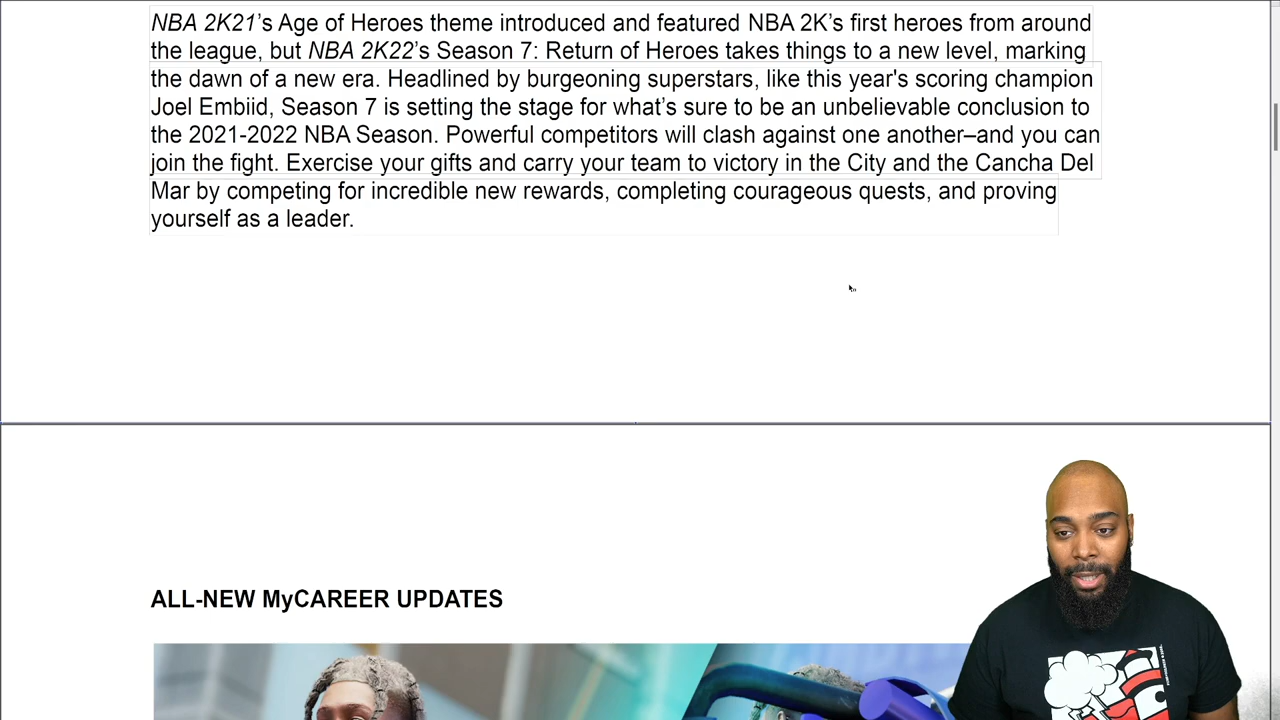 NBA 2K21’s Age of Heroes theme introduced and featured NBA 2K’s first heroes from around
the league, but NBA 2K22’s Season 7: Return of Heroes takes things to a new level, marking
the dawn of a new era. Headlined by burgeoning superstars, like this year's scoring champion
Joel Embiid, Season 7 is setting the stage for what’s sure to be an unbelievable conclusion to
the 2021-2022 NBA Season. Powerful competitors will clash against one another–and you can
join the fight. Exercise your gifts and carry your team to victory in the City and the Cancha Del
Mar by competing for incredible new rewards, completing courageous quests, and proving
yourself as a leader.
ALL-NEW MyCAREER UPDATES